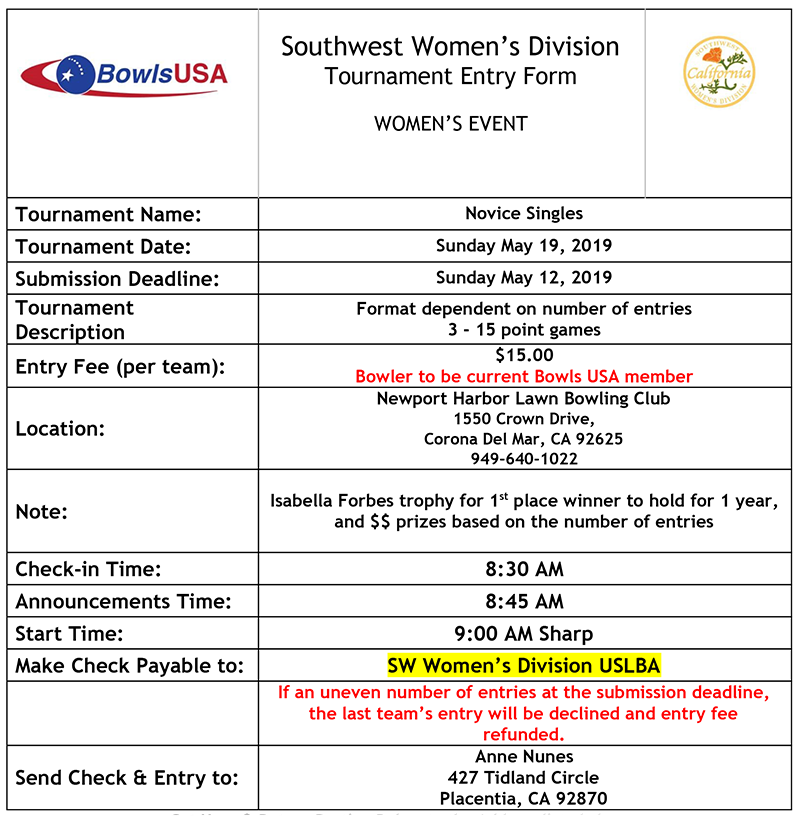 BowlsUSA
Southwest Women's Division
Tournament Entry Form
WOMEN'S EVENT
SOUTHWEST
California
WOMEN'S DIVISION
Tournament Name:
Novice Singles
Tournament Date:
Sunday May 19, 2019
Submission Deadline:
Sunday May 12, 2019
Tournament
Description
Format dependent on number of entries
3 - 15 point games
Entry Fee (per team):
$15.00
Bowler to be current Bowls USA member
Location:
Newport Harbor Lawn Bowling Club
1550 Crown Drive,
Corona Del Mar, CA 92625
949-640-1022
Note:
Isabella Forbes trophy for 1st place winner to hold for 1 year,
and $$ prizes based on the number of entries
Check-in Time:
8:30 AM
Announcements Time:
8:45 AM
Start Time:
9:00 AM Sharp
Make Check Payable to:
SW Women's Division USLBA
If an uneven number of entries at the submission deadline,
the last team's entry will be declined and entry fee
refunded.
Send Check & Entry to:
Anne Nunes
427 Tidland Circle
Placentia, CA 92870